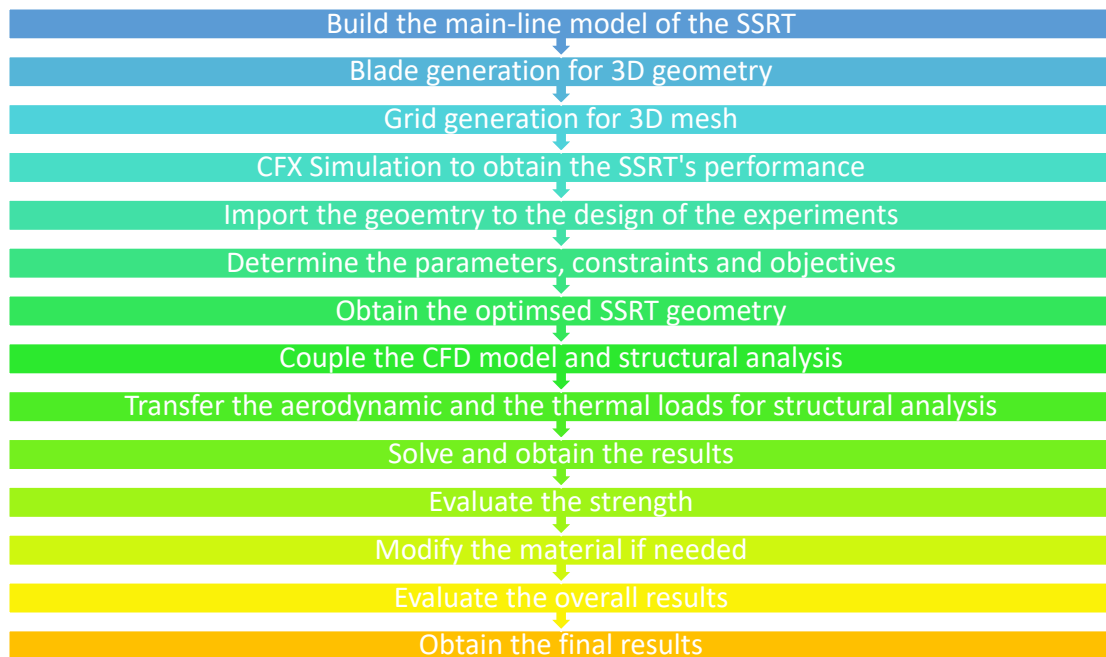 Build the main-line model of the SSRT
Blade generation for 3D geometry
Grid generation for 3D mesh
CFX Simulation to obtain the SSRT's performance
Import the geoemtry to the design of the experiments
Determine the parameters, constraints and objectives
Obtain the optimsed SSRT geometry
Couple the CFD model and structural analysis
Transfer the aerodynamic and the thermal loads for structural analysis
Solve and obtain the results
Evaluate the strength
Modify the material if needed
Evaluate the overall results
Obtain the final results